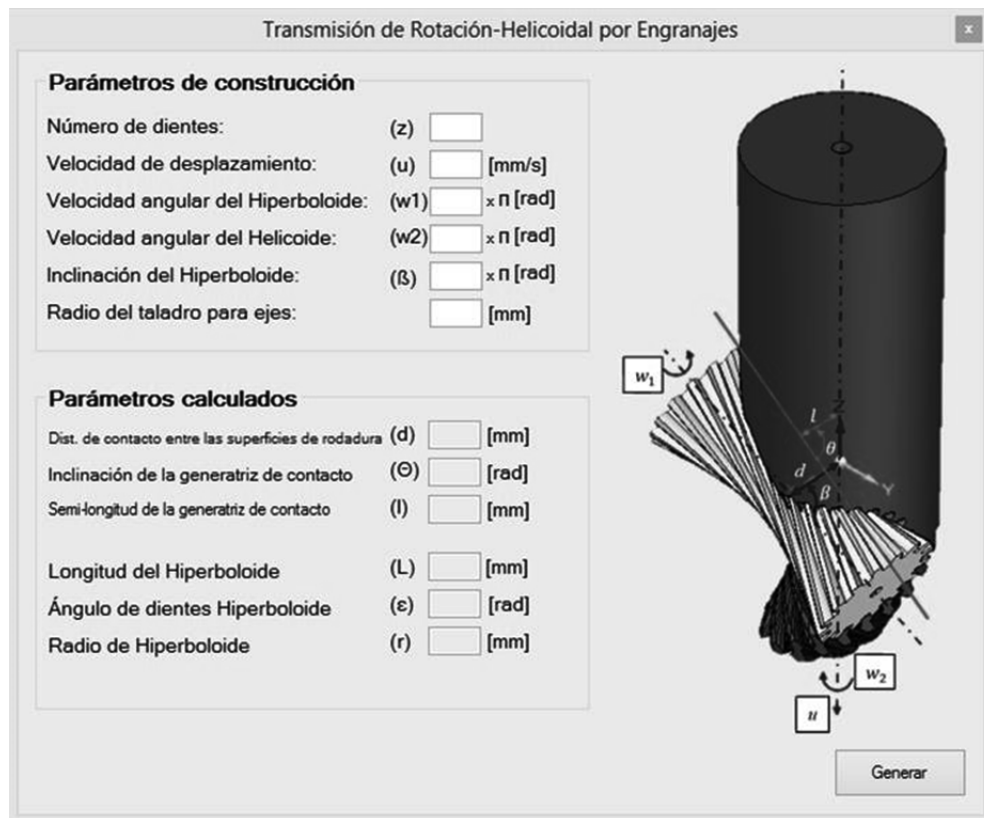 Transmisión de Rotación-Helicoidal por Engranajes
x
Parámetros de construcción
Número de dientes: (z)
Velocidad de desplazamiento: (u) [mm/s]
Velocidad angular del Hiperboloide: (w1) x π [rad]
Velocidad angular del Helicoide: (w2) x π [rad]
Inclinación del Hiperboloide: (ß) x π [rad]
Radio del taladro para ejes: [mm]
Parámetros calculados
Dist. de contacto entre las superficies de rodadura (d) [mm]
Inclinación de la generatriz de contacto (Θ) [rad]
Semi-longitud de la generatriz de contacto (l) [mm]
Longitud del Hiperboloide (L) [mm]
Ángulo de dientes Hiperboloide (ε) [rad]
Radio de Hiperboloide (r) [mm]
w₁
l
Z
θ
d
β
Y
w₂
u
Generar